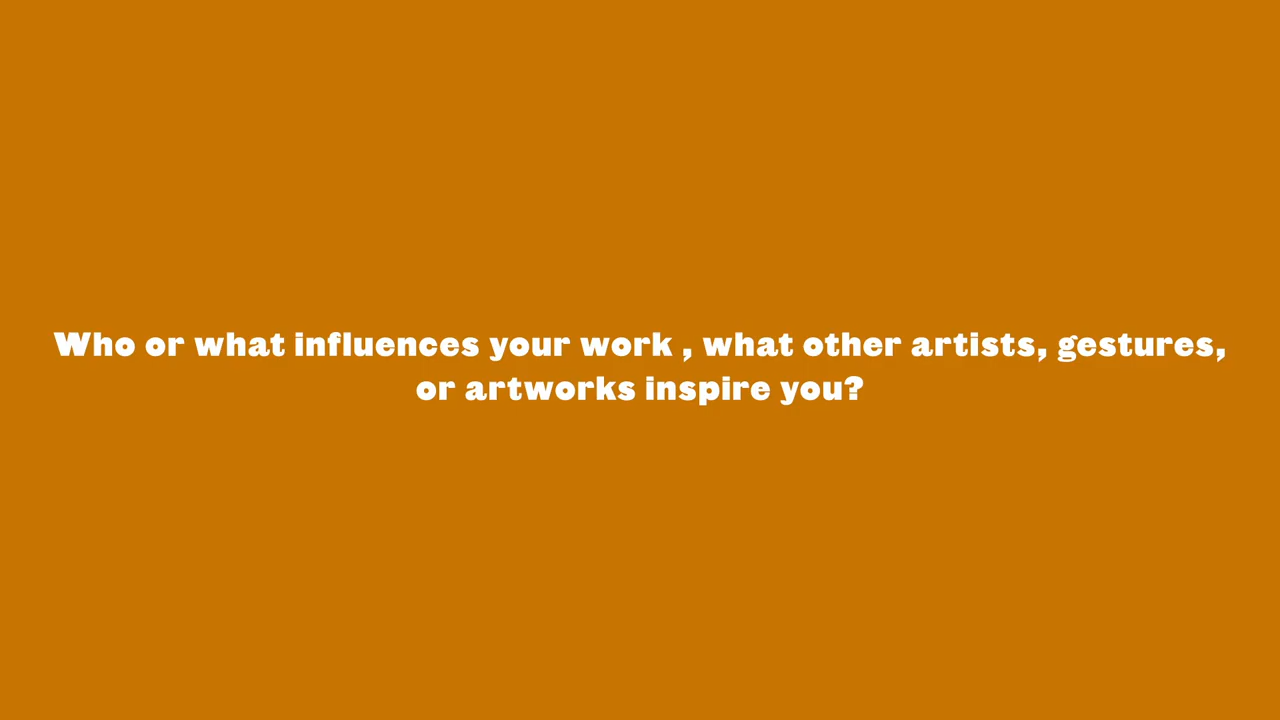 Who or what influences your work , what other artists, gestures,
or artworks inspire you?